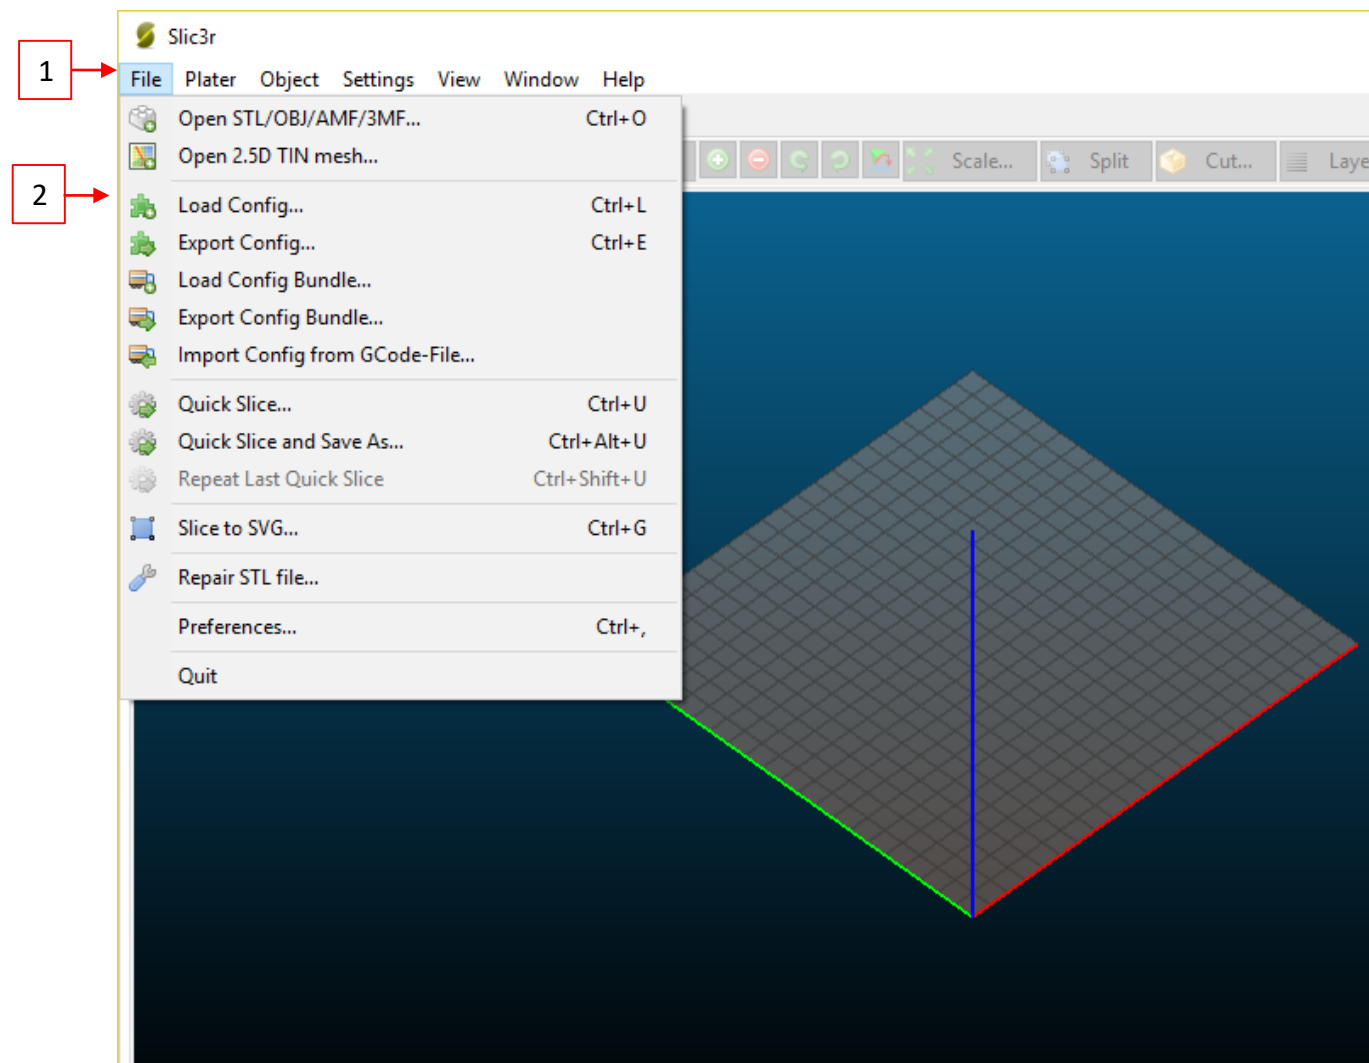 Slic3r
1
File Plater Object Settings View Window Help
Open STL/OBJ/AMF/3MF... Ctrl+O
Open 2.5D TIN mesh...
Scale... Split Cut... Laye
2
Load Config... Ctrl+L
Export Config... Ctrl+E
Load Config Bundle...
Export Config Bundle...
Import Config from GCode-File...
Quick Slice... Ctrl+U
Quick Slice and Save As... Ctrl+Alt+U
Repeat Last Quick Slice Ctrl+Shift+U
Slice to SVG... Ctrl+G
Repair STL file...
Preferences... Ctrl+,
Quit